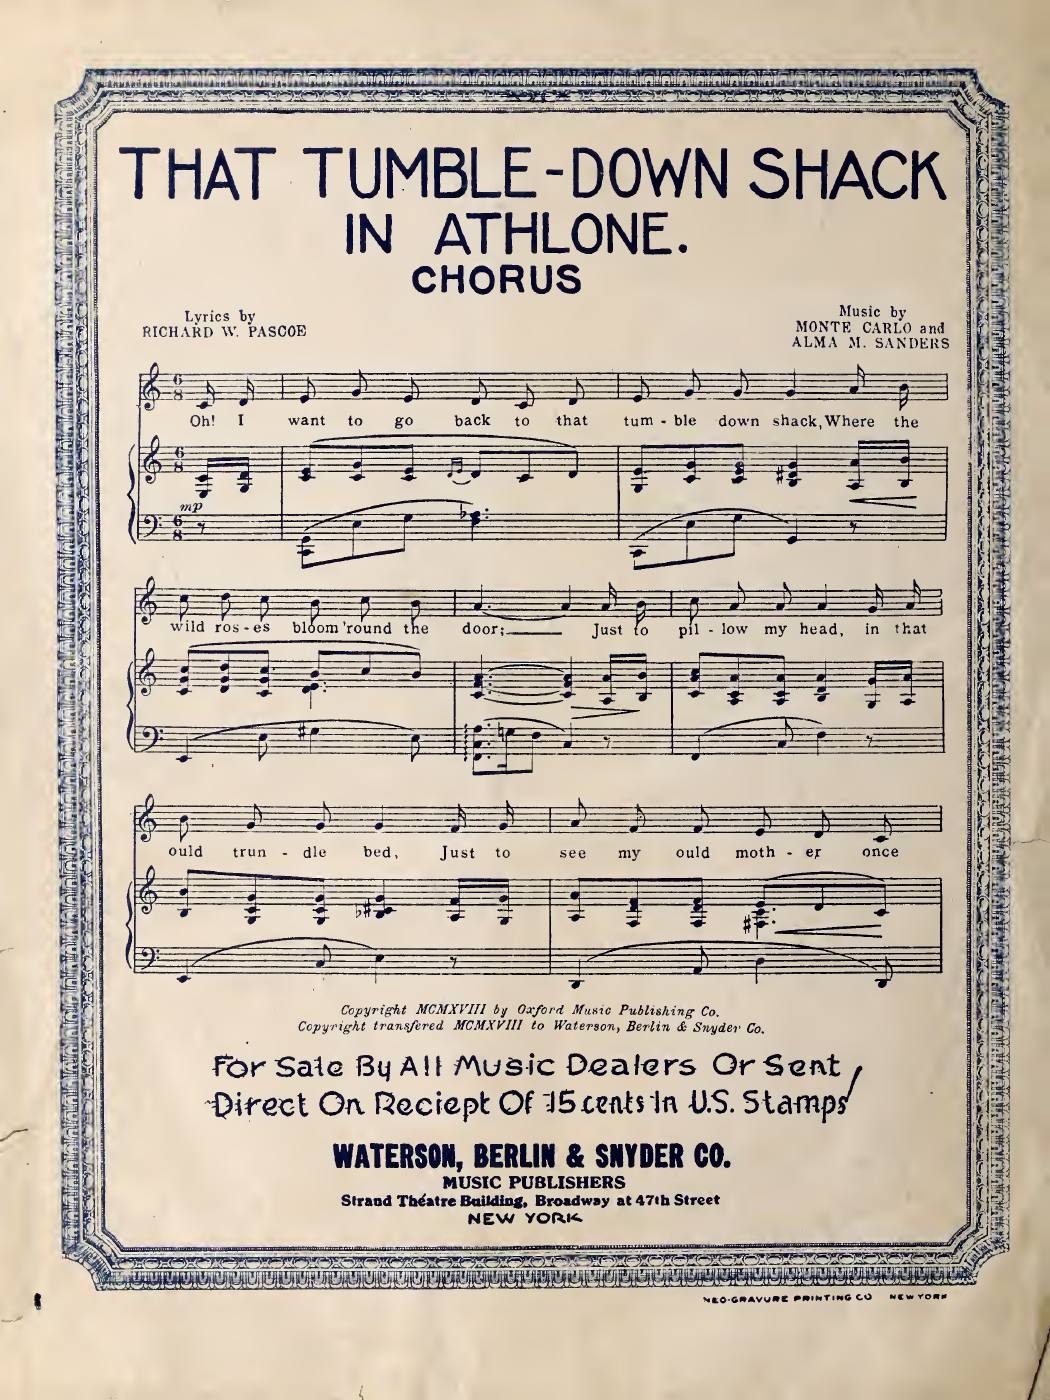 THAT TUMBLE-DOWN SHACK
IN ATHLONE.
CHORUS
Lyrics by
RICHARD W. PASCOE
Music by
MONTE CARLO and
ALMA M. SANDERS
Oh! I want to go back to that tum - ble down shack, Where the
mp
wild ros - es bloom 'round the door; Just to pil - low my head, in that
ould trun - dle bed, Just to see my ould moth - er once
Copyright MCMXVIII by Oxford Music Publishing Co.
Copyright transfered MCMXVIII to Waterson, Berlin & Snyder Co.
For Sale By All Music Dealers Or Sent
Direct On Reciept Of 15 cents In U.S. Stamps!
WATERSON, BERLIN & SNYDER CO.
MUSIC PUBLISHERS
Strand Théatre Building, Broadway at 47th Street
NEW YORK
NEO-GRAVURE PRINTING CO NEW YORK